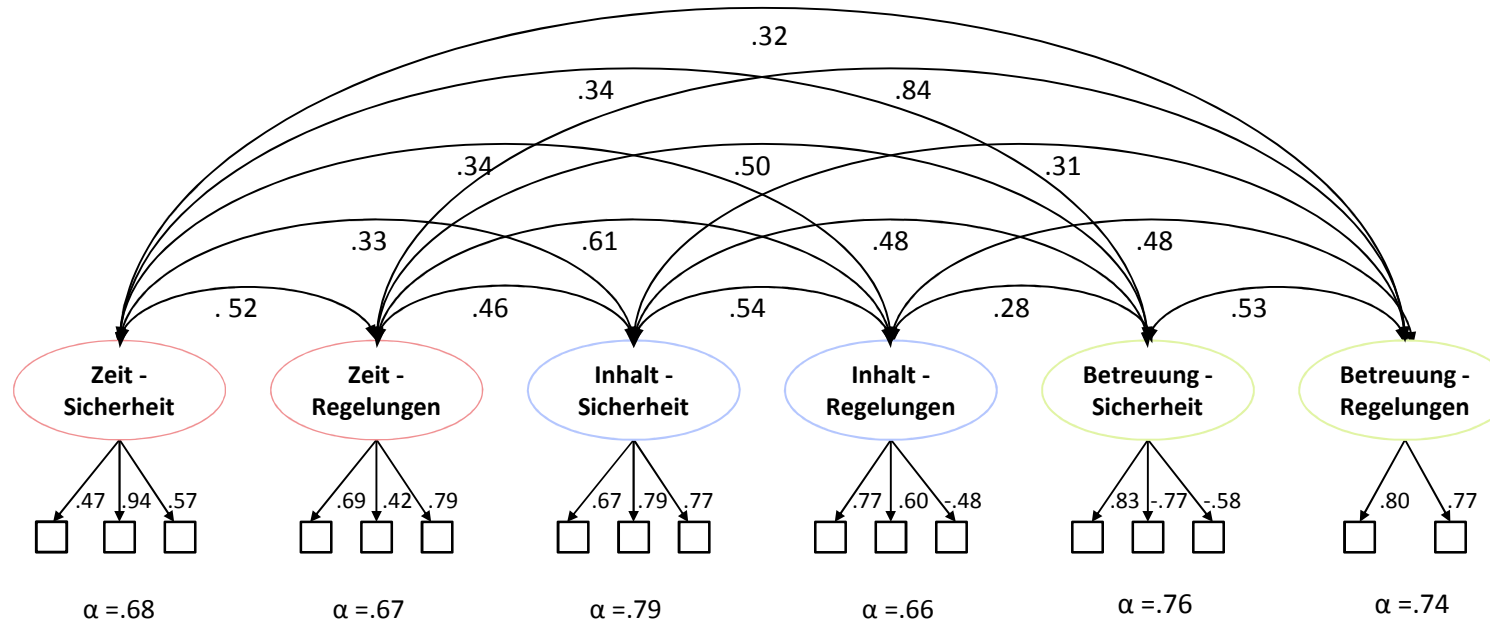 .32
.34
.84
.34
.50
.31
.33
.61
.48
.48
. 52
.46
.54
.28
.53
Zeit -
Sicherheit
Zeit -
Regelungen
Inhalt -
Sicherheit
Inhalt -
Regelungen
Betreuung -
Sicherheit
Betreuung -
Regelungen
.47 .94 .57
.69 .42 .79
.67 .79 .77
.77 .60 -.48
.83 -.77 -.58
.80 .77
α =.68
α =.67
α =.79
α =.66
α =.76
α =.74